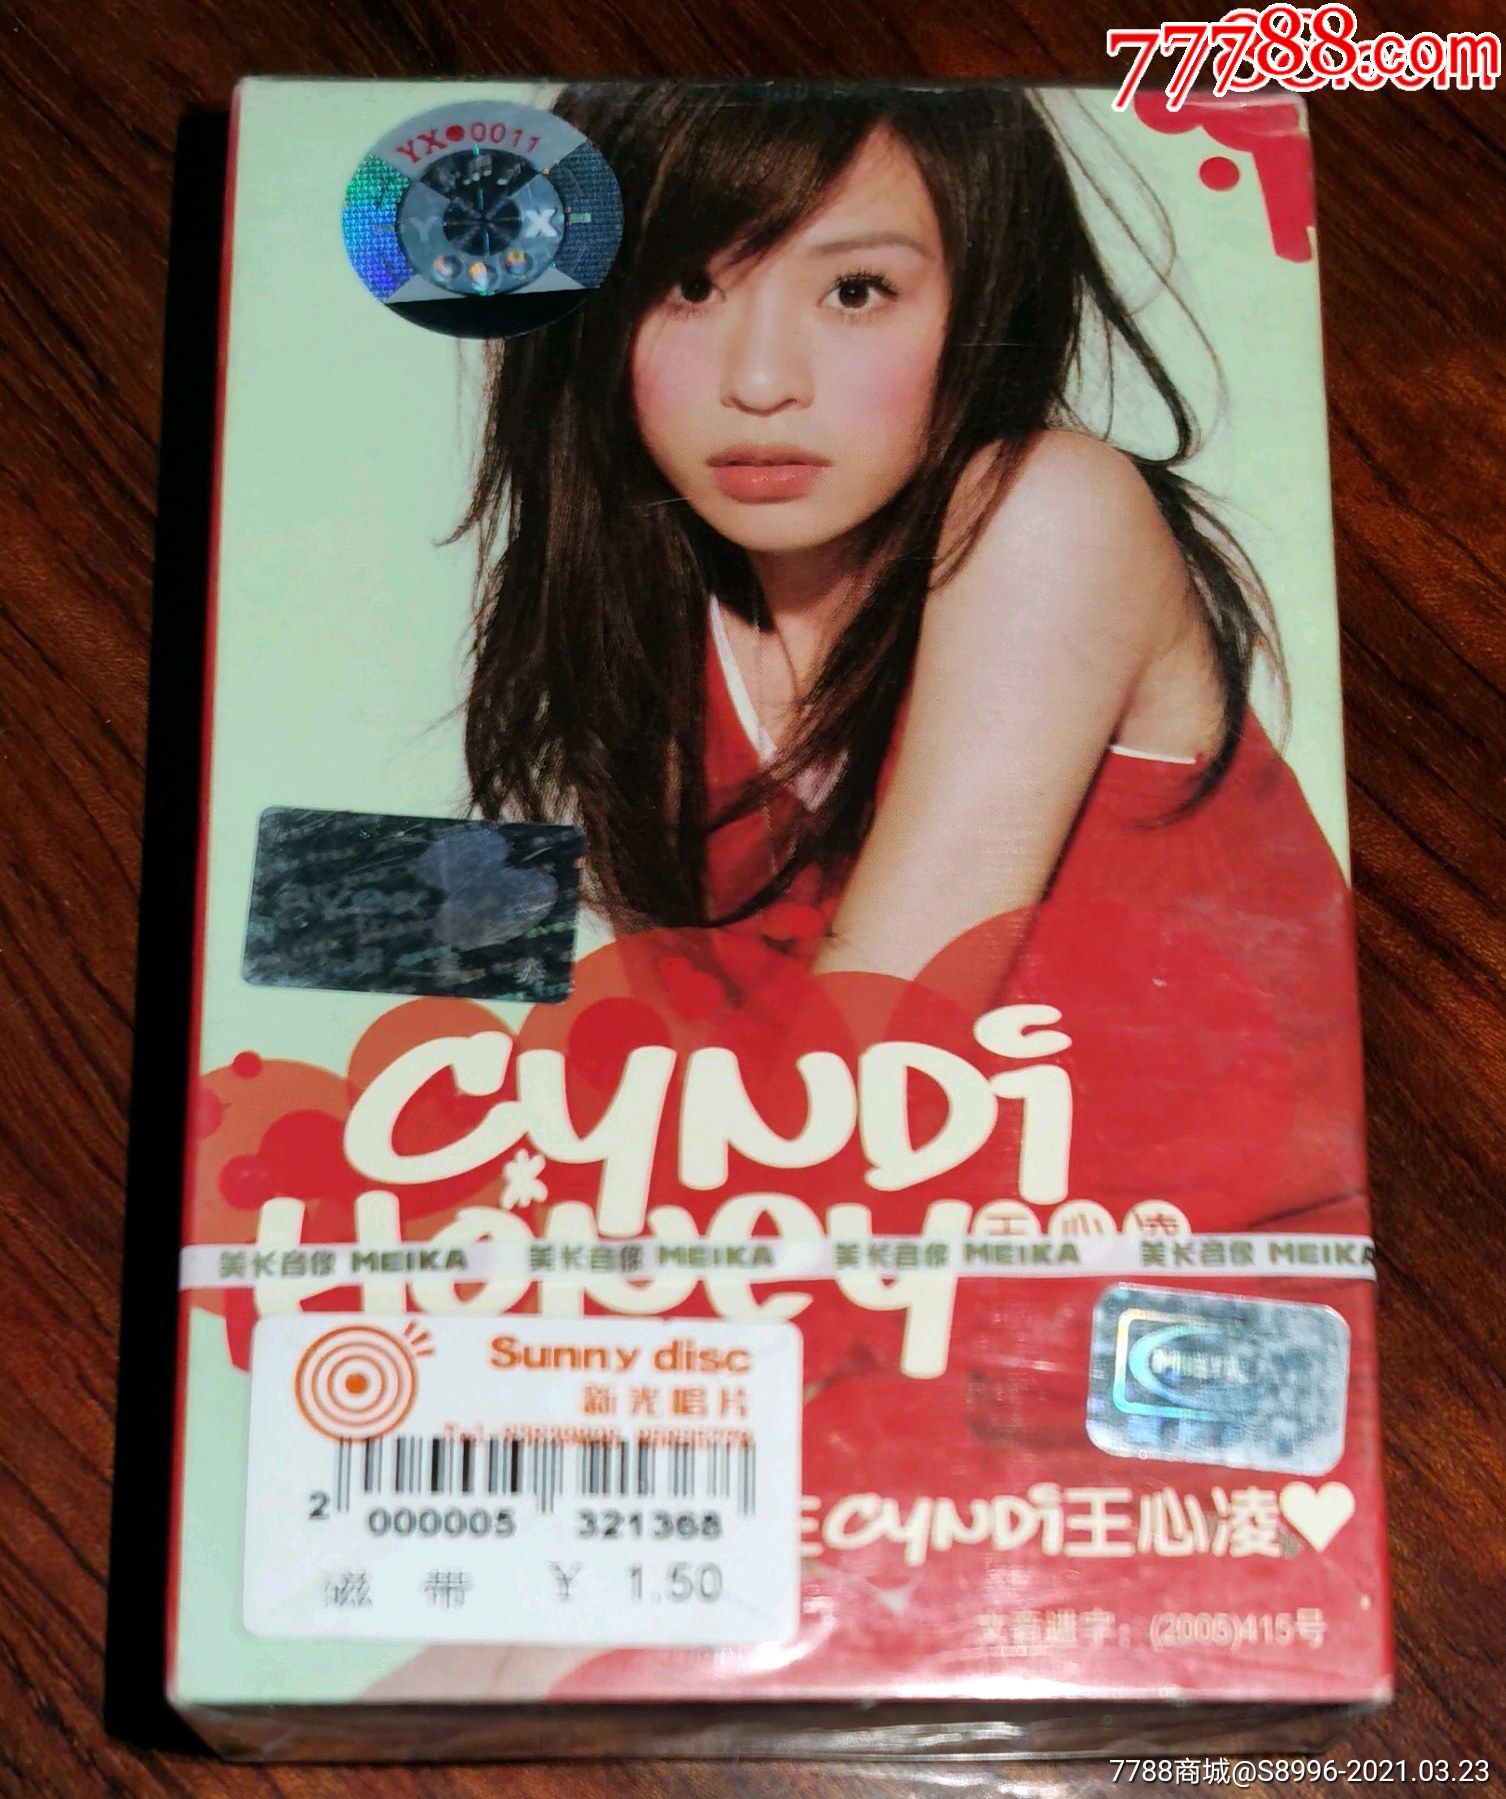 77788.com
YX●0011
Y X
CYNDi
HONey 王心凌
美卡音像 MEIKA 美卡音像 MEIKA 美卡音像 MEIKA 美卡音像 MEIKA
Sunny disc
新光唱片
2 000005 321368
磁 带 ¥ 1.50
CYNDi王心凌♥
文音进字：(2005)415号
7788商城@S8996-2021.03.23